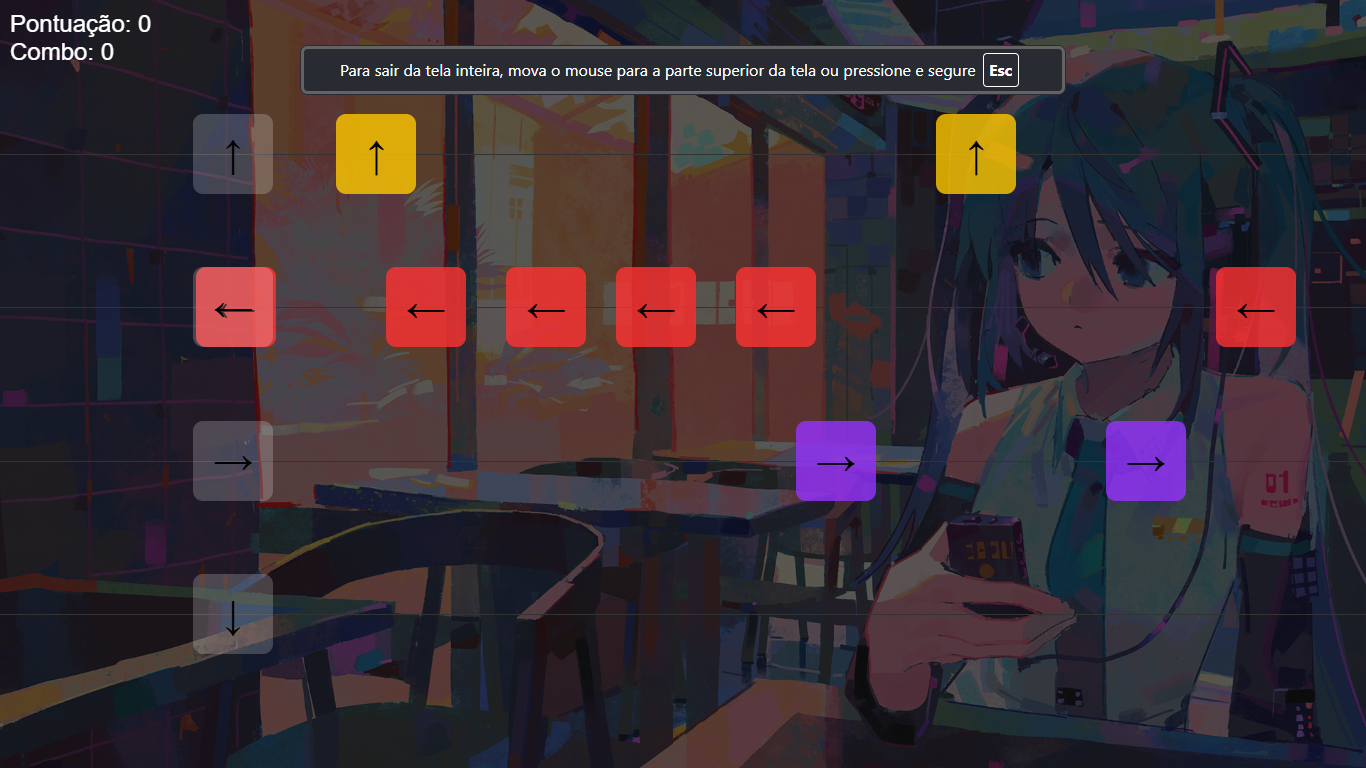 Pontuação: 0
Combo: 0
Para sair da tela inteira, mova o mouse para a parte superior da tela ou pressione e segure Esc
↑ ↑ ↑
← ← ← ← ← ←
→ → →
↓
01